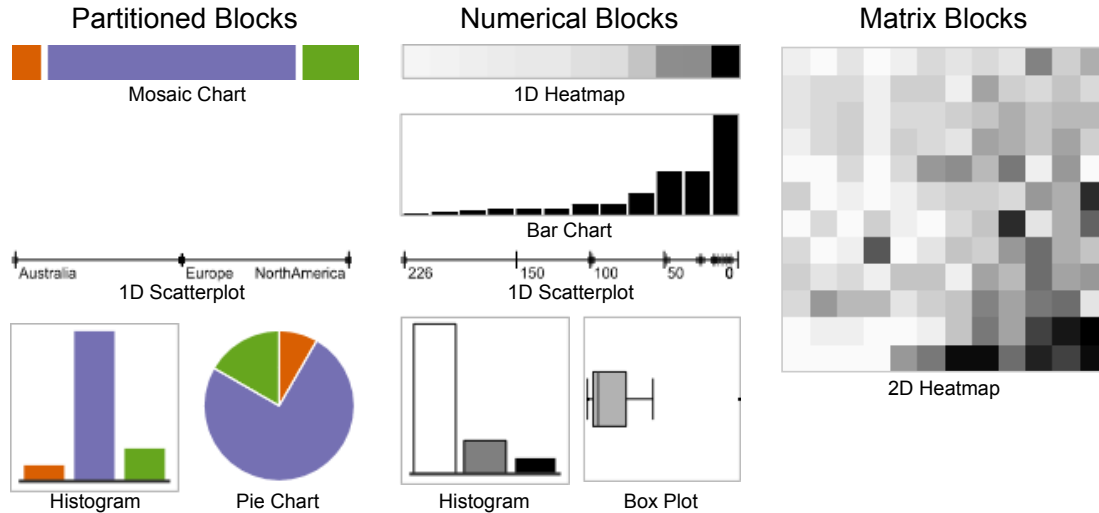 Partitioned Blocks
Numerical Blocks
Matrix Blocks
Mosaic Chart
1D Heatmap
Bar Chart
Australia
Europe
NorthAmerica
1D Scatterplot
226
150
100
50
0
1D Scatterplot
2D Heatmap
Histogram
Pie Chart
Histogram
Box Plot